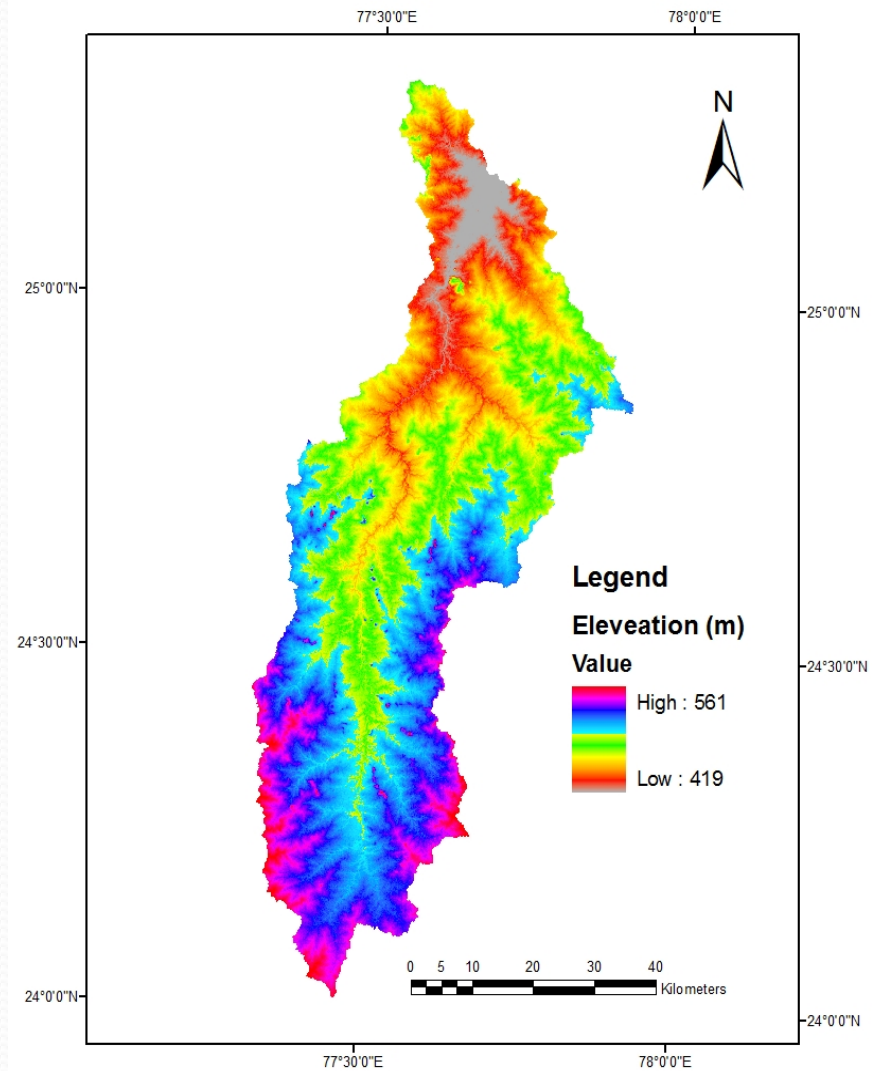 77°30'0"E 78°0'0"E
N
25°0'0"N
25°0'0"N
Legend
Eleveation (m)
24°30'0"N
Value
24°30'0"N
High : 561
Low : 419
0 5 10 20 30 40
Kilometers
24°0'0"N
24°0'0"N
77°30'0"E 78°0'0"E